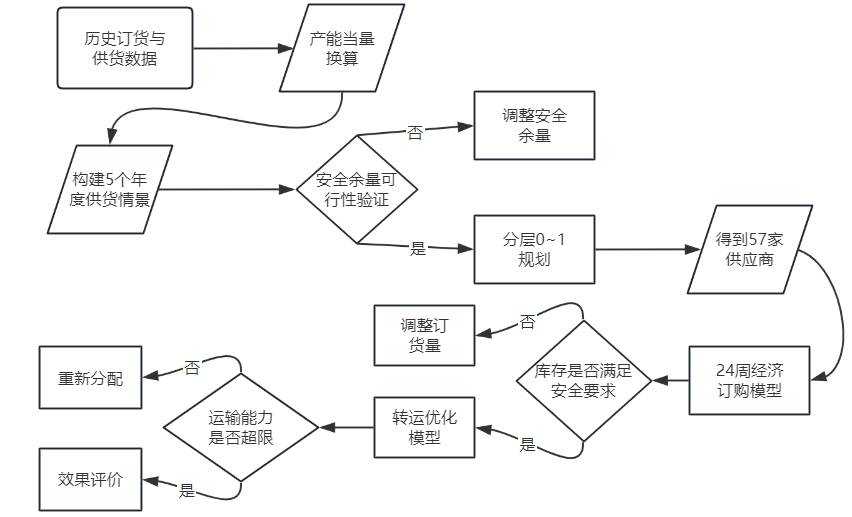 历史订货与
供货数据
产能当量
换算
构建5个年
度供货情景
安全余量可
行性验证
否
调整安全
余量
是
分层0~1
规划
得到57家
供应商
24周经济
订购模型
库存是否满足
安全要求
否
调整订
货量
是
转运优化
模型
运输能力
是否超限
否
重新分配
是
效果评价